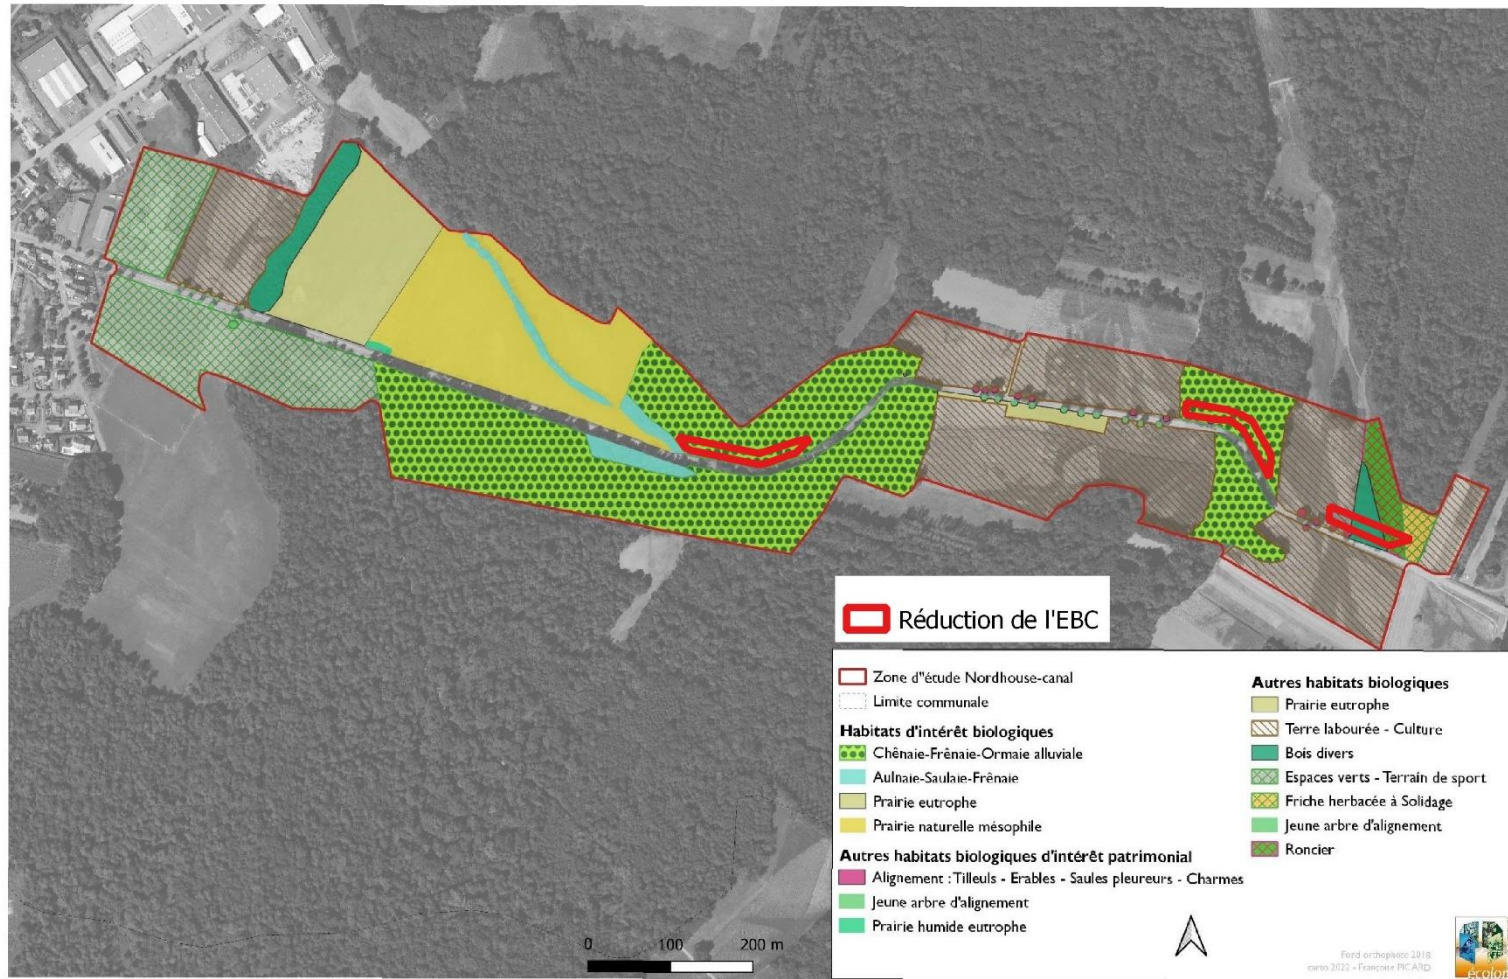 Réduction de l'EBC
Zone d"étude Nordhouse-canal
Limite communale
Habitats d'intérêt biologiques
Chênaie-Frênaie-Ormaie alluviale
Aulnaie-Saulaie-Frênaie
Prairie eutrophe
Prairie naturelle mésophile
Autres habitats biologiques d'intérêt patrimonial
Alignement : Tilleuls - Erables - Saules pleureurs - Charmes
Jeune arbre d'alignement
Prairie humide eutrophe
Autres habitats biologiques
Prairie eutrophe
Terre labourée - Culture
Bois divers
Espaces verts - Terrain de sport
Friche herbacée à Solidage
Jeune arbre d'alignement
Roncier
0 100 200 m
Fond orthophoto 2018
carto 2022 - Françoise PICARD
écolor